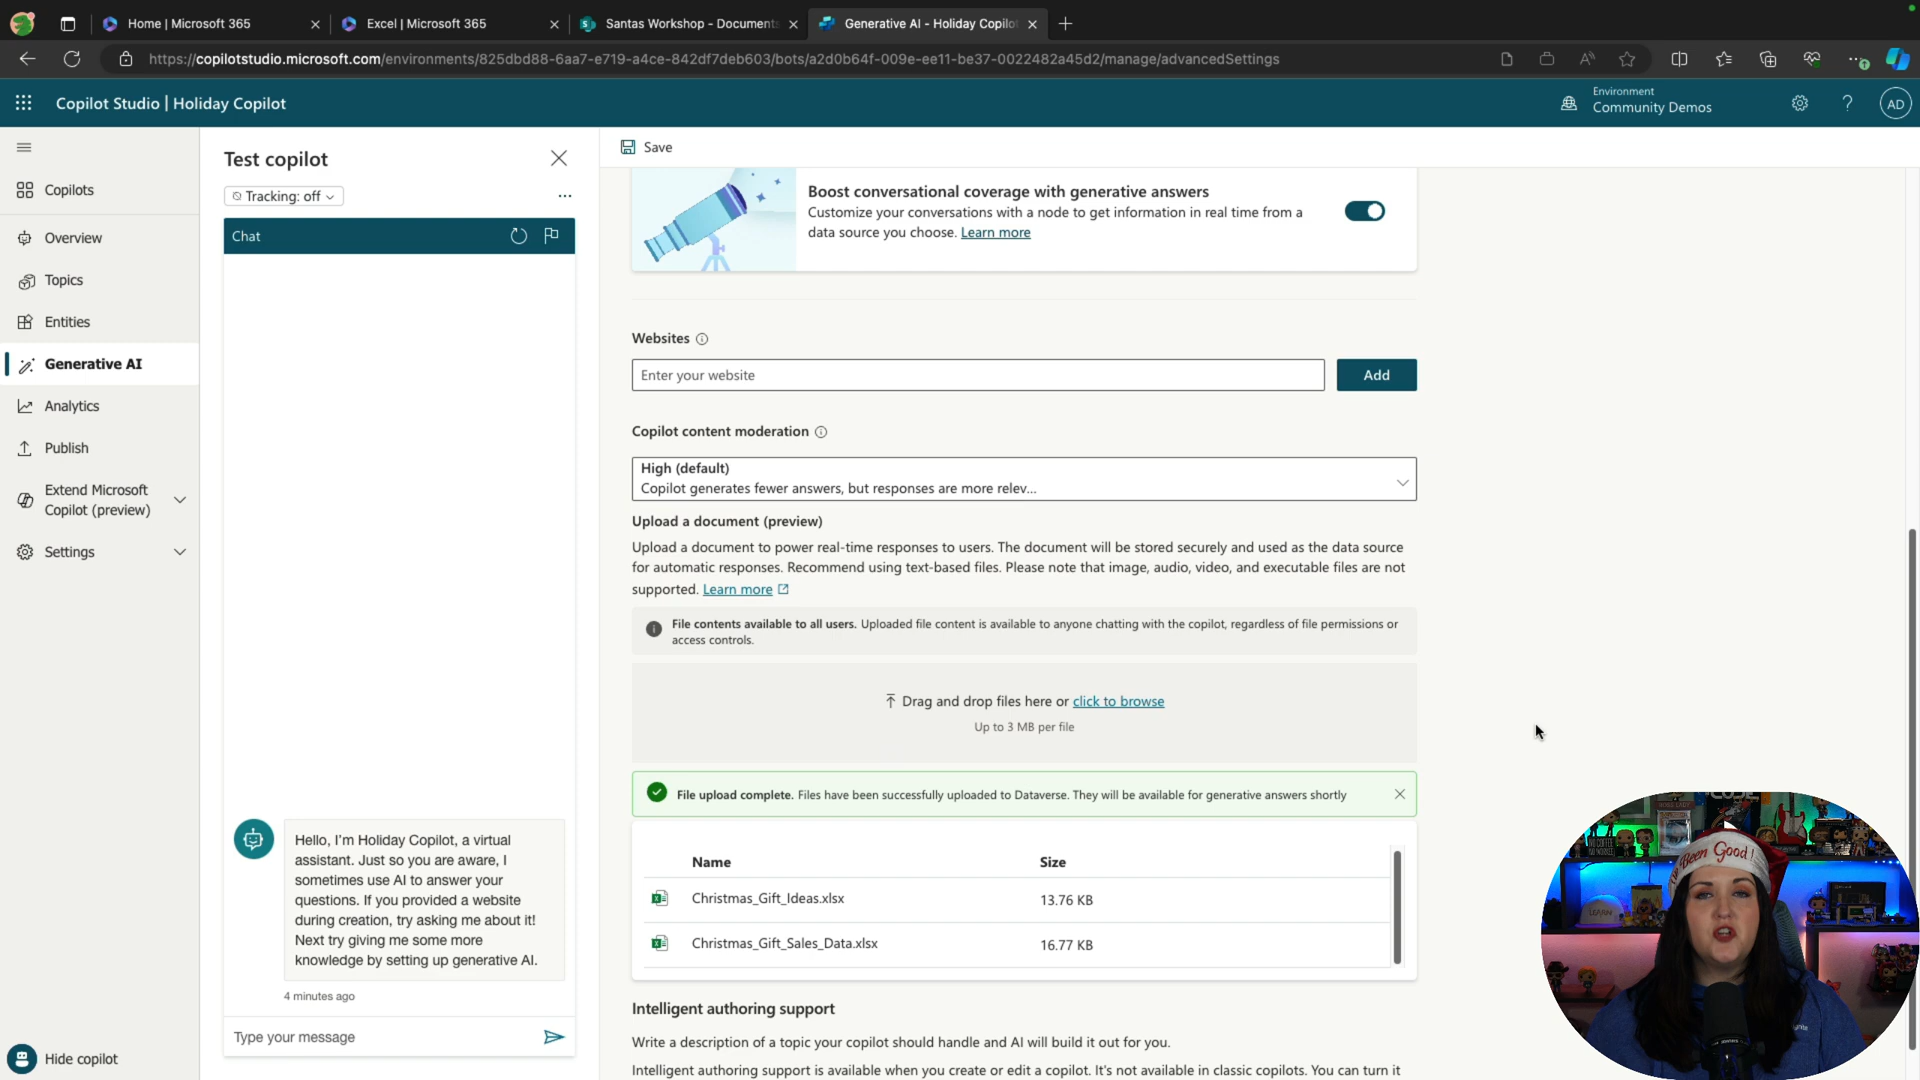 Home | Microsoft 365
Excel | Microsoft 365
Santas Workshop - Documents
Generative AI - Holiday Copilot
https://copilotstudio.microsoft.com/environments/825dbd88-6aa7-e719-a4ce-842df7deb603/bots/a2d0b64f-009e-ee11-be37-0022482a45d2/manage/advancedSettings
Copilot Studio | Holiday Copilot
Environment
Community Demos
AD
Copilots
Overview
Topics
Entities
Generative AI
Analytics
Publish
Extend Microsoft
Copilot (preview)
Settings
Hide copilot
Test copilot
Tracking: off
Chat
Hello, I'm Holiday Copilot, a virtual
assistant. Just so you are aware, I
sometimes use AI to answer your
questions. If you provided a website
during creation, try asking me about it!
Next try giving me some more
knowledge by setting up generative AI.
4 minutes ago
Type your message
Save
Boost conversational coverage with generative answers
Customize your conversations with a node to get information in real time from a
data source you choose. Learn more
Websites
Enter your website
Add
Copilot content moderation
High (default)
Copilot generates fewer answers, but responses are more relev...
Upload a document (preview)
Upload a document to power real-time responses to users. The document will be stored securely and used as the data source
for automatic responses. Recommend using text-based files. Please note that image, audio, video, and executable files are not
supported. Learn more
File contents available to all users. Uploaded file content is available to anyone chatting with the copilot, regardless of file permissions or
access controls.
Drag and drop files here or click to browse
Up to 3 MB per file
File upload complete. Files have been successfully uploaded to Dataverse. They will be available for generative answers shortly
Name Size
Christmas_Gift_Ideas.xlsx 13.76 KB
Christmas_Gift_Sales_Data.xlsx 16.77 KB
Intelligent authoring support
Write a description of a topic your copilot should handle and AI will build it out for you.
Intelligent authoring support is available when you create or edit a copilot. It's not available in classic copilots. You can turn it
Been Good!
LEARN